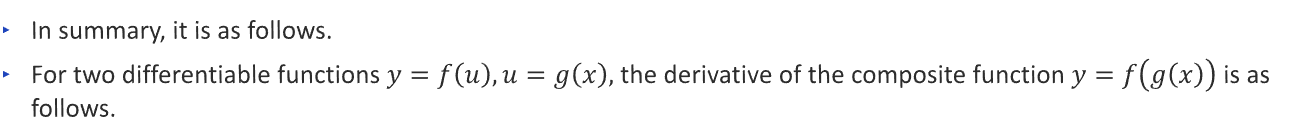 ‣ In summary, it is as follows.
‣ For two differentiable functions y = f(u), u = g(x), the derivative of the composite function y = f(g(x)) is as
follows.